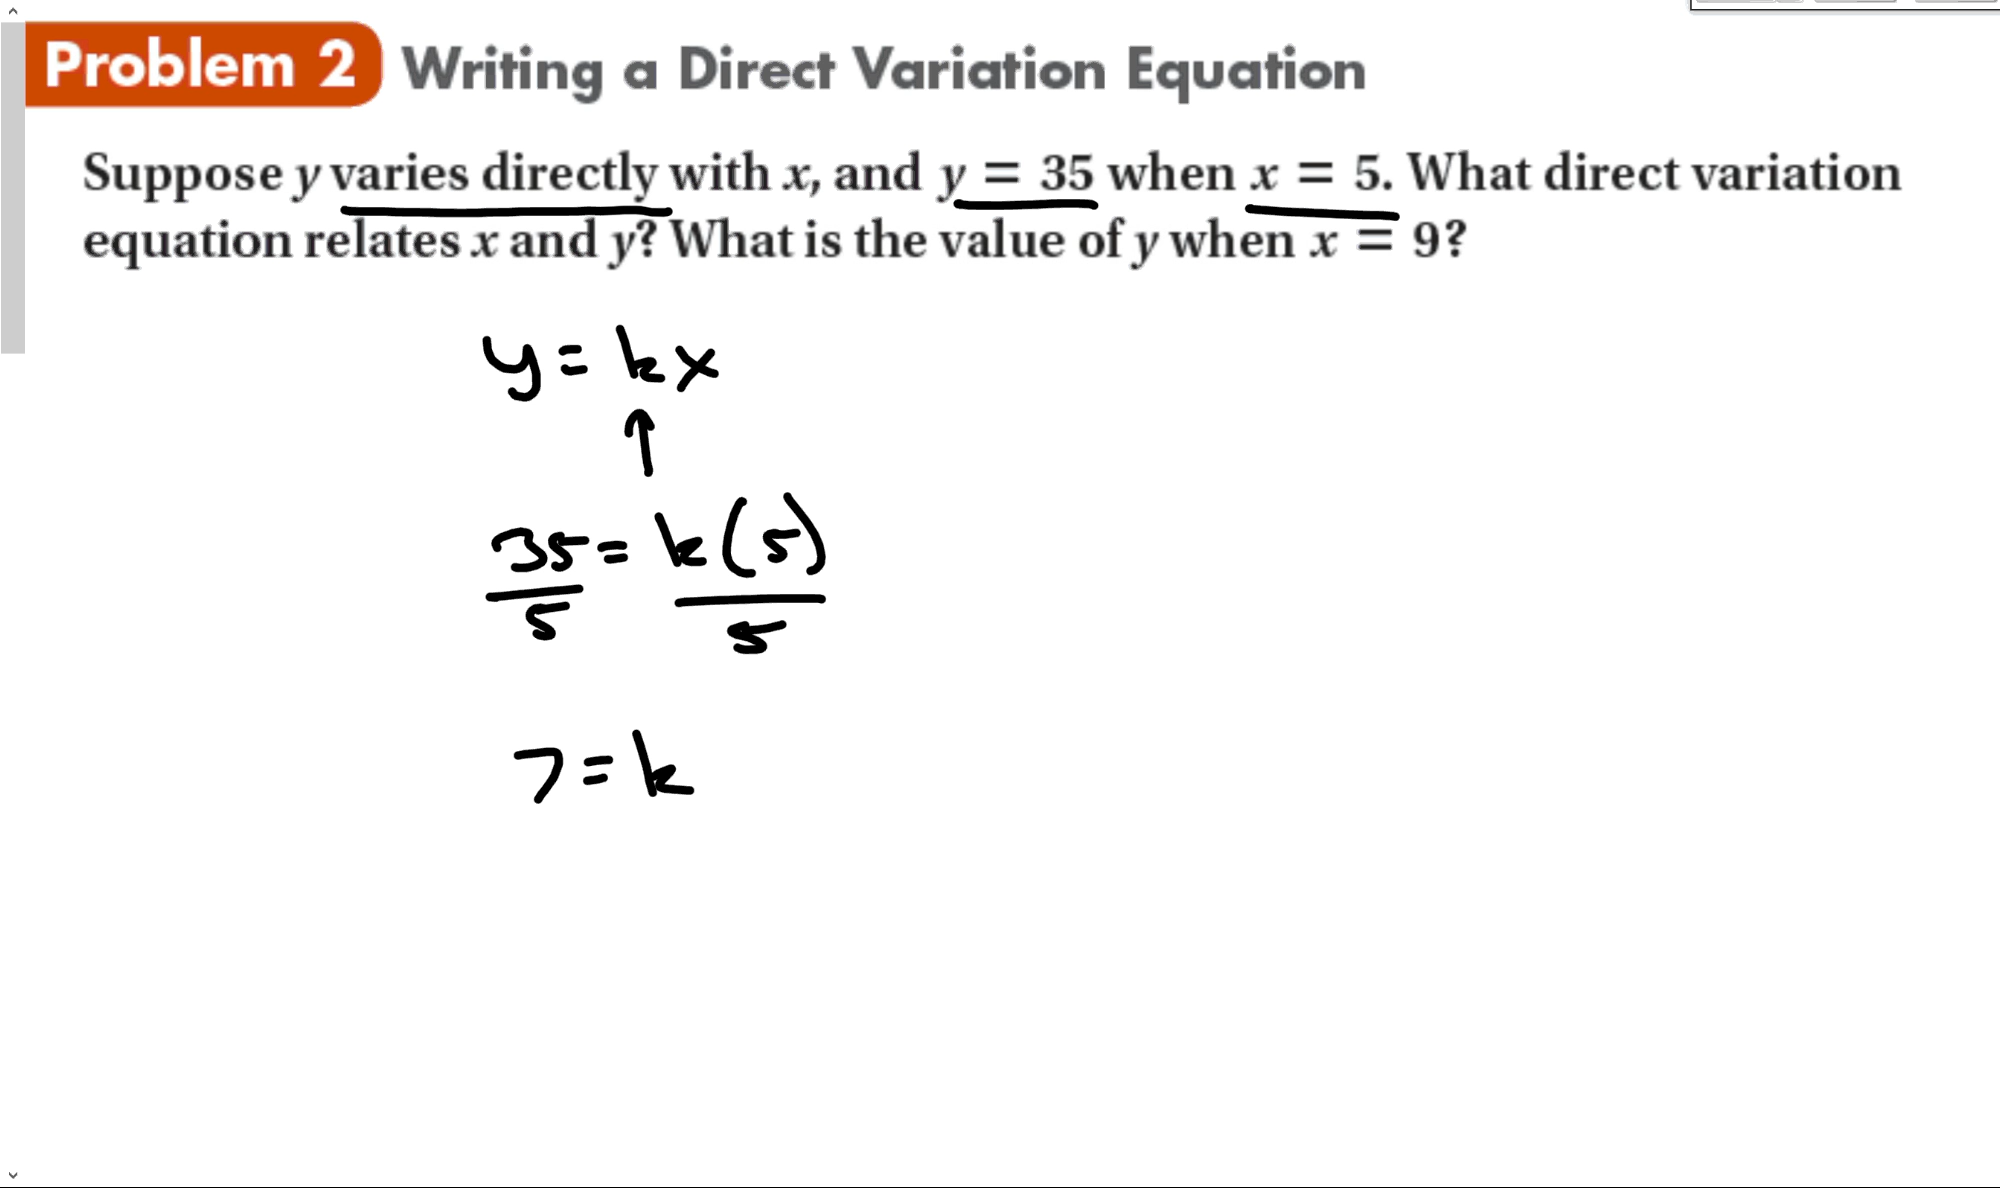 Problem 2 Writing a Direct Variation Equation
Suppose y varies directly with x, and y = 35 when x = 5. What direct variation
equation relates x and y? What is the value of y when x = 9?
y = kx
↑
35 = k(5)
5 5
7 = k